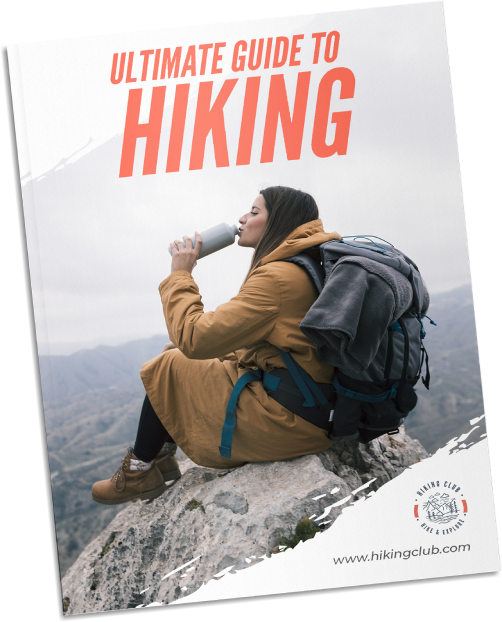 ULTIMATE GUIDE TO
HIKING
HIKING CLUB
HIKE & EXPLORE
www.hikingclub.com